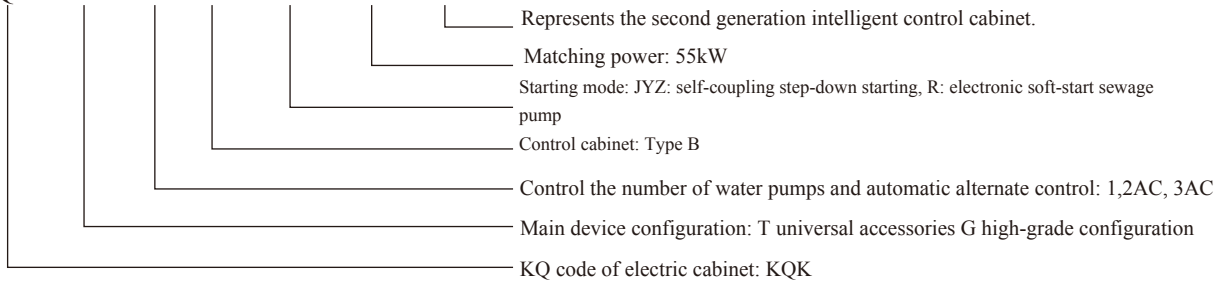 Represents the second generation intelligent control cabinet.
Matching power: 55kW
Starting mode: JYZ: self-coupling step-down starting, R: electronic soft-start sewage
pump
Control cabinet: Type B
Control the number of water pumps and automatic alternate control: 1,2AC, 3AC
Main device configuration: T universal accessories G high-grade configuration
KQ code of electric cabinet: KQK